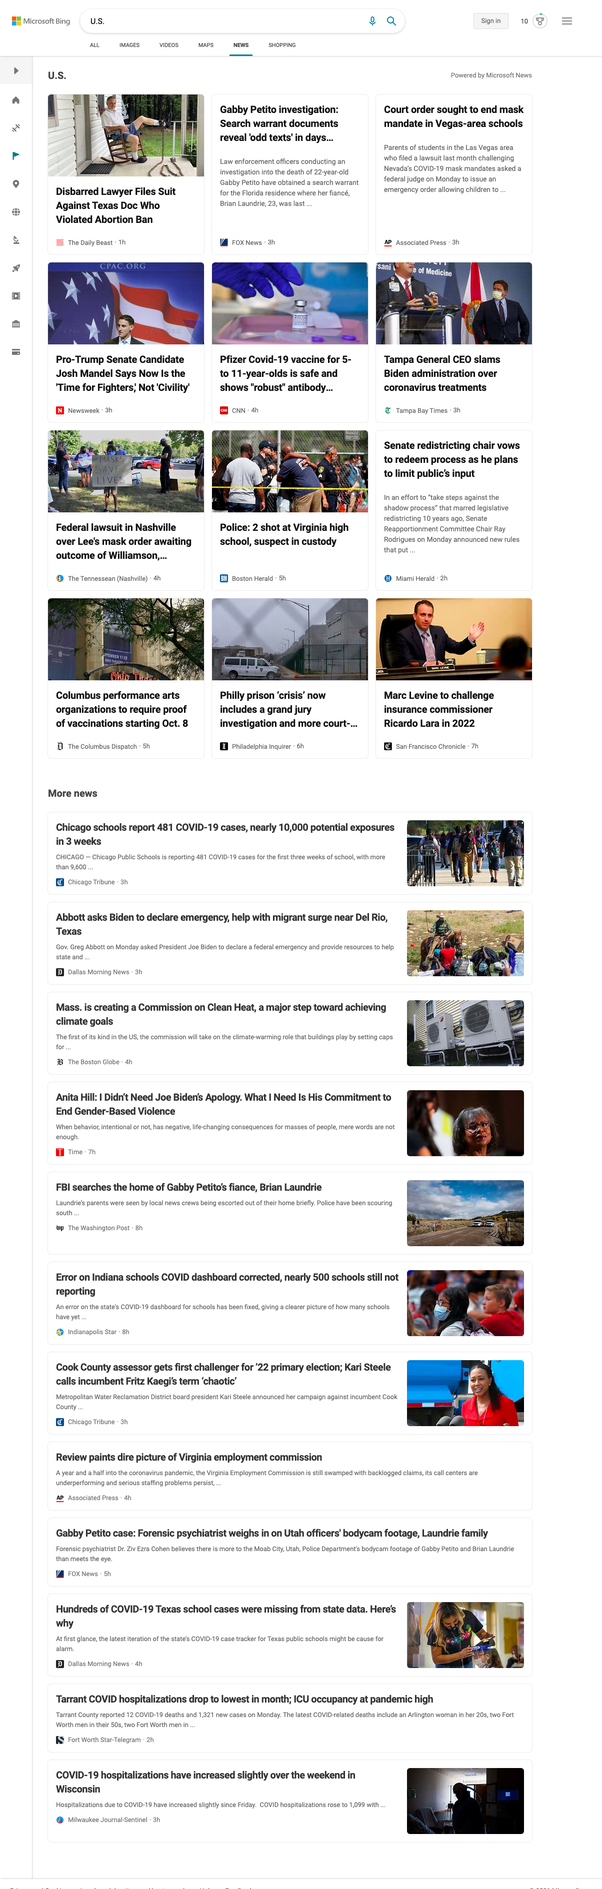 Microsoft Bing
U.S.
Sign in
10
ALL IMAGES VIDEOS MAPS NEWS SHOPPING
U.S.
Powered by Microsoft News
Disbarred Lawyer Files Suit
Against Texas Doc Who
Violated Abortion Ban
The Daily Beast · 1h
Gabby Petito investigation:
Search warrant documents
reveal 'odd texts' in days...
Law enforcement officers conducting an
investigation into the death of 22-year-old
Gabby Petito have obtained a search warrant
for the Florida residence where her fiancé,
Brian Laundrie, 23, was last ...
FOX News · 3h
Court order sought to end mask
mandate in Vegas-area schools
Parents of students in the Las Vegas area
who filed a lawsuit last month challenging
Nevada's COVID-19 mask mandates asked a
federal judge on Monday to issue an
emergency order allowing children to ...
AP Associated Press · 3h
CPAC.ORG
Pro-Trump Senate Candidate
Josh Mandel Says Now Is the
'Time for Fighters,' Not 'Civility'
Newsweek · 3h
Pfizer Covid-19 vaccine for 5-
to 11-year-olds is safe and
shows "robust" antibody...
CNN · 4h
of Medicine
Tampa General CEO slams
Biden administration over
coronavirus treatments
Tampa Bay Times · 3h
Federal lawsuit in Nashville
over Lee's mask order awaiting
outcome of Williamson,...
The Tennessean (Nashville) · 4h
Police: 2 shot at Virginia high
school, suspect in custody
Boston Herald · 5h
Senate redistricting chair vows
to redeem process as he plans
to limit public's input
In an effort to "take steps against the
shadow process" that marred legislative
redistricting 10 years ago, Senate
Reapportionment Committee Chair Ray
Rodrigues on Monday announced new rules
that put ...
Miami Herald · 2h
Columbus performance arts
organizations to require proof
of vaccinations starting Oct. 8
The Columbus Dispatch · 5h
Philly prison 'crisis' now
includes a grand jury
investigation and more court-...
Philadelphia Inquirer · 6h
MARC LEVINE
Marc Levine to challenge
insurance commissioner
Ricardo Lara in 2022
San Francisco Chronicle · 7h
More news
Chicago schools report 481 COVID-19 cases, nearly 10,000 potential exposures
in 3 weeks
CHICAGO — Chicago Public Schools is reporting 481 COVID-19 cases for the first three weeks of school, with more
than 9,600 ...
Chicago Tribune · 3h
Abbott asks Biden to declare emergency, help with migrant surge near Del Rio,
Texas
Gov. Greg Abbott on Monday asked President Joe Biden to declare a federal emergency and provide resources to help
state and ...
Dallas Morning News · 3h
Mass. is creating a Commission on Clean Heat, a major step toward achieving
climate goals
The first of its kind in the US, the commission will take on the climate-warming role that buildings play by setting caps
for ...
The Boston Globe · 4h
Anita Hill: I Didn't Need Joe Biden's Apology. What I Need Is His Commitment to
End Gender-Based Violence
When behavior, intentional or not, has negative, life-changing consequences for masses of people, mere words are not
enough.
Time · 7h
FBI searches the home of Gabby Petito's fiance, Brian Laundrie
Laundrie's parents were seen by local news crews being escorted out of their home briefly. Police have been scouring
south ...
wp The Washington Post · 8h
Error on Indiana schools COVID dashboard corrected, nearly 500 schools still not
reporting
An error on the state's COVID-19 dashboard for schools has been fixed, giving a clearer picture of how many schools
have yet ...
Indianapolis Star · 8h
Cook County assessor gets first challenger for '22 primary election; Kari Steele
calls incumbent Fritz Kaegi's term 'chaotic'
Metropolitan Water Reclamation District board president Kari Steele announced her campaign against incumbent Cook
County ...
Chicago Tribune · 3h
Review paints dire picture of Virginia employment commission
A year and a half into the coronavirus pandemic, the Virginia Employment Commission is still swamped with backlogged claims, its call centers are
underperforming and serious staffing problems persist, ...
AP Associated Press · 4h
Gabby Petito case: Forensic psychiatrist weighs in on Utah officers' bodycam footage, Laundrie family
Forensic psychiatrist Dr. Ziv Ezra Cohen believes there is more to the Moab City, Utah, Police Department's bodycam footage of Gabby Petito and Brian Laundrie
than meets the eye.
FOX News · 5h
Hundreds of COVID-19 Texas school cases were missing from state data. Here's
why
At first glance, the latest iteration of the state's COVID-19 case tracker for Texas public schools might be cause for
alarm.
Dallas Morning News · 4h
Tarrant COVID hospitalizations drop to lowest in month; ICU occupancy at pandemic high
Tarrant County reported 12 COVID-19 deaths and 1,321 new cases on Monday. The latest COVID-related deaths include an Arlington woman in her 20s, two Fort
Worth men in their 50s, two Fort Worth men in ...
Fort Worth Star-Telegram · 2h
COVID-19 hospitalizations have increased slightly over the weekend in
Wisconsin
Hospitalizations due to COVID-19 have increased slightly since Friday. COVID hospitalizations rose to 1,099 with ...
Milwaukee Journal-Sentinel · 3h